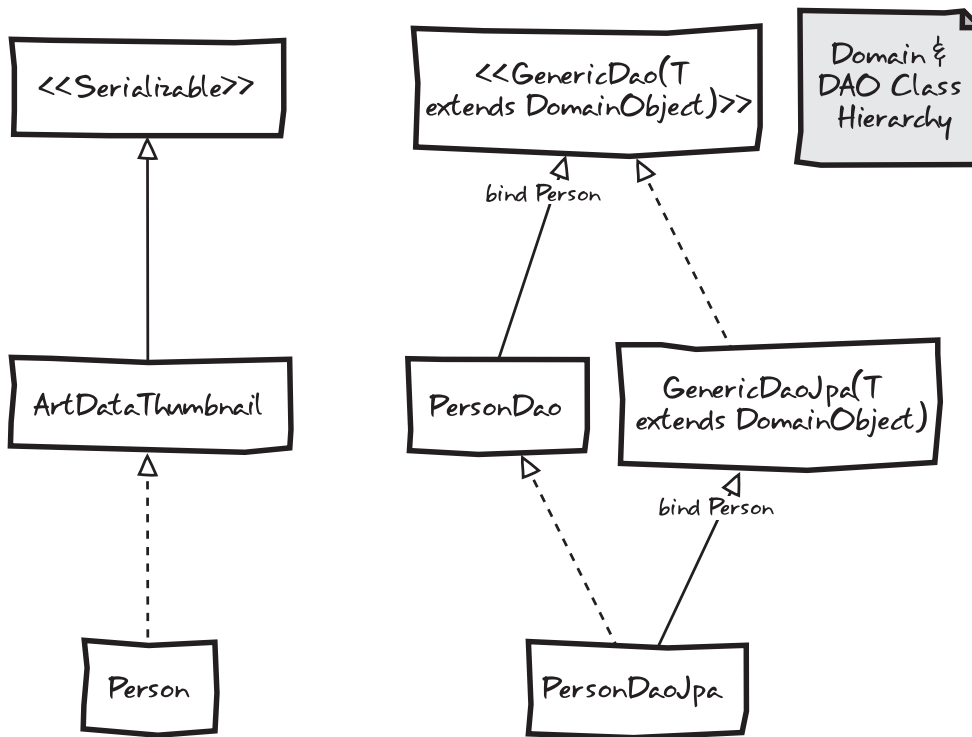 <<Serializable>>
<<GenericDao(T
extends DomainObject)>>
Domain &
DAO Class
Hierarchy
bind Person
ArtDataThumbnail
PersonDao
GenericDaoJpa(T
extends DomainObject)
bind Person
Person
PersonDaoJpa